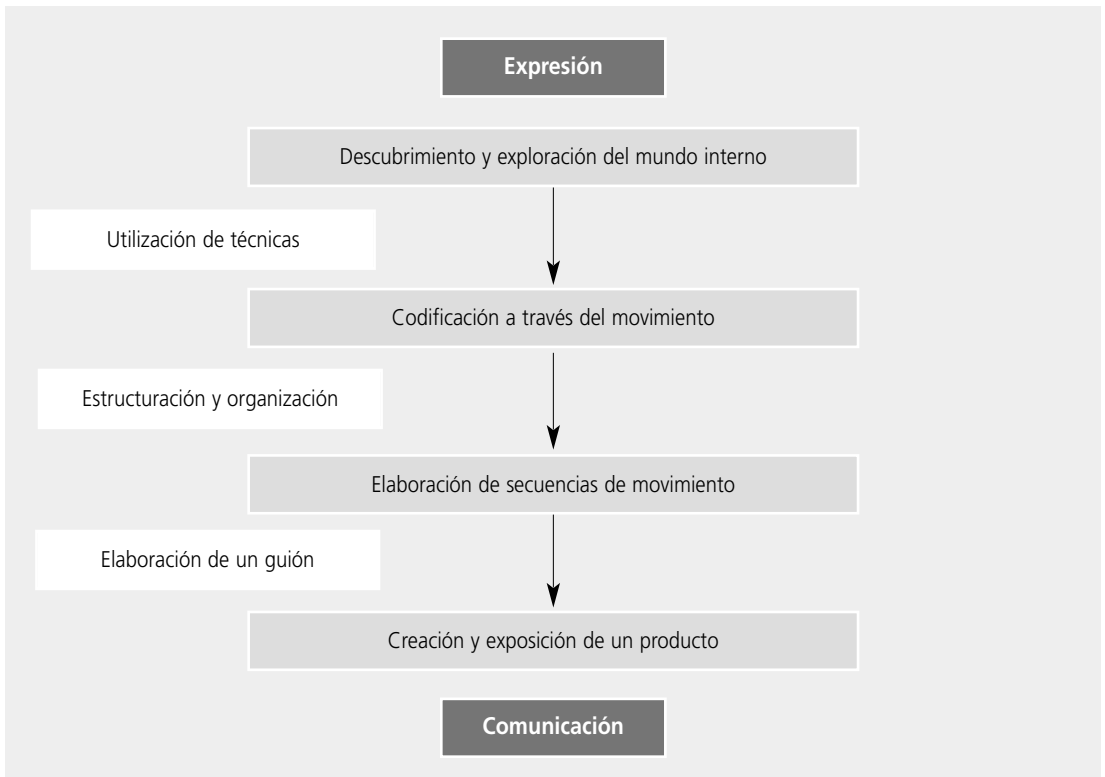 Expresión
Descubrimiento y exploración del mundo interno
Utilización de técnicas
Codificación a través del movimiento
Estructuración y organización
Elaboración de secuencias de movimiento
Elaboración de un guión
Creación y exposición de un producto
Comunicación